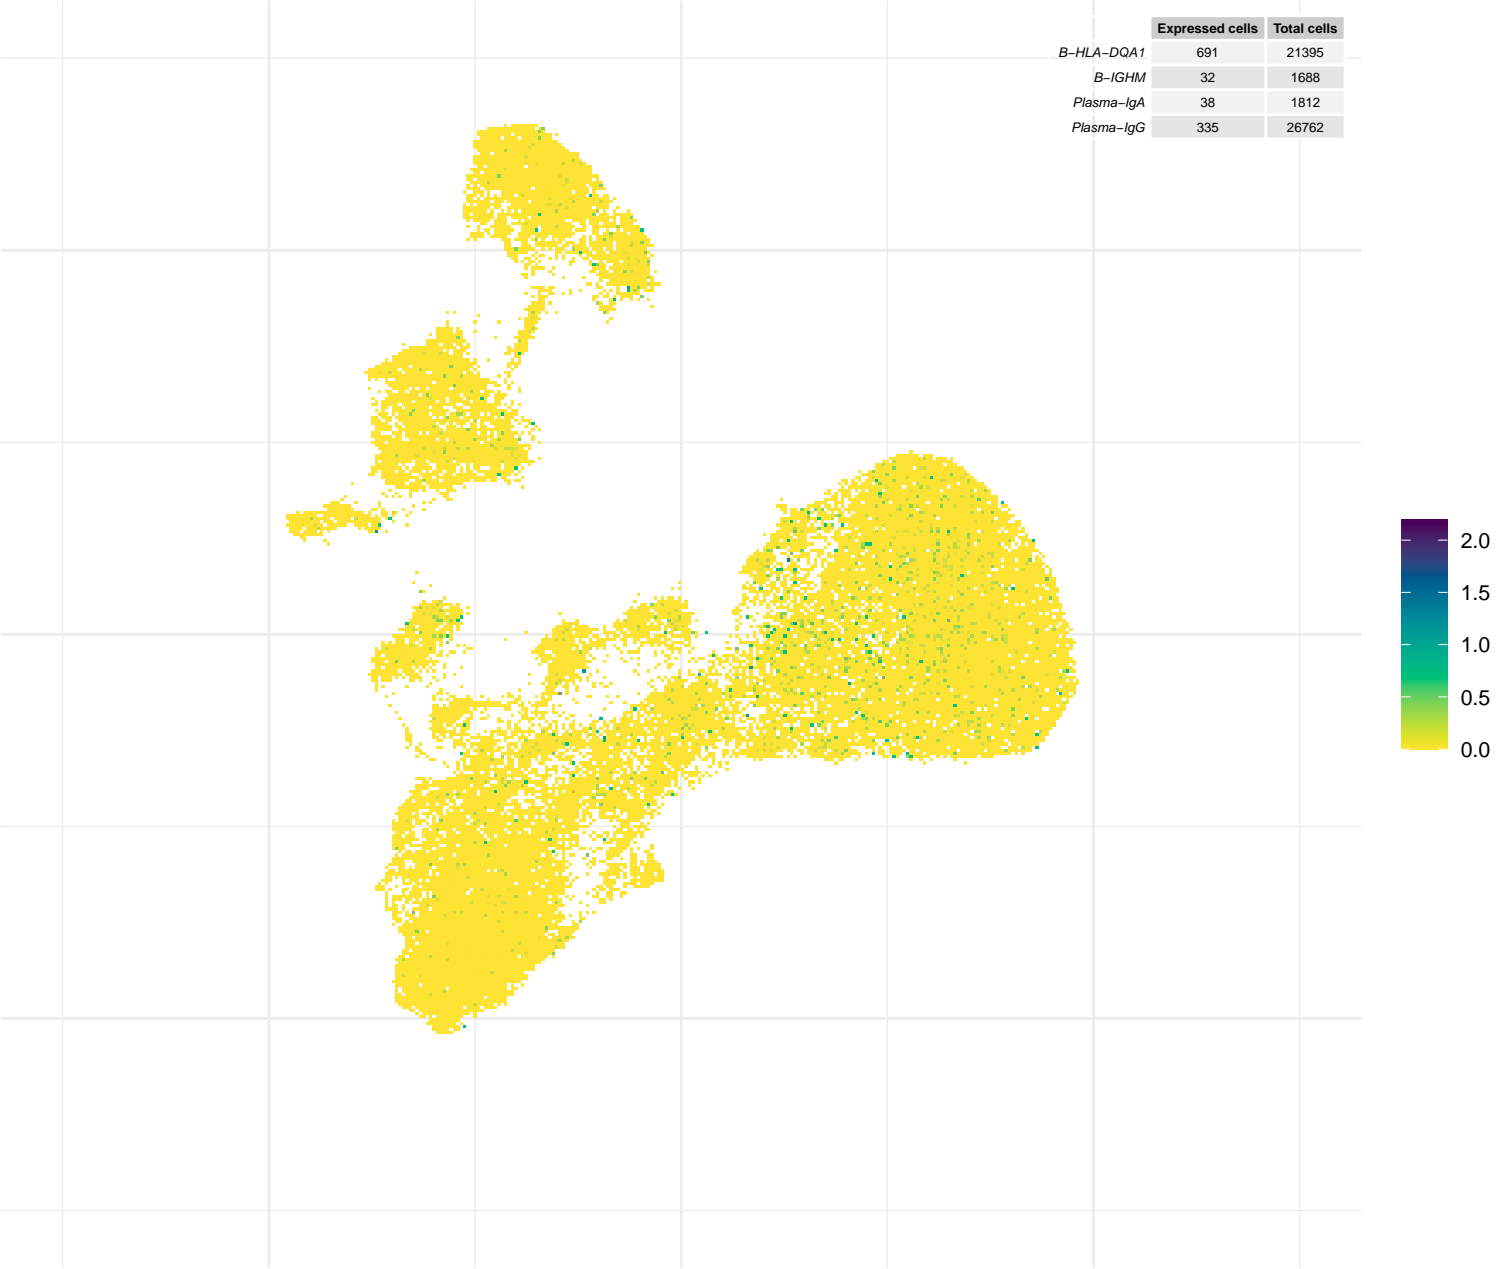 Expressed cells Total cells
B−HLA−DQA1 691 21395
B−IGHM 32 1688
Plasma−IgA 38 1812
Plasma−IgG 335 26762
2.0
1.5
1.0
0.5
0.0